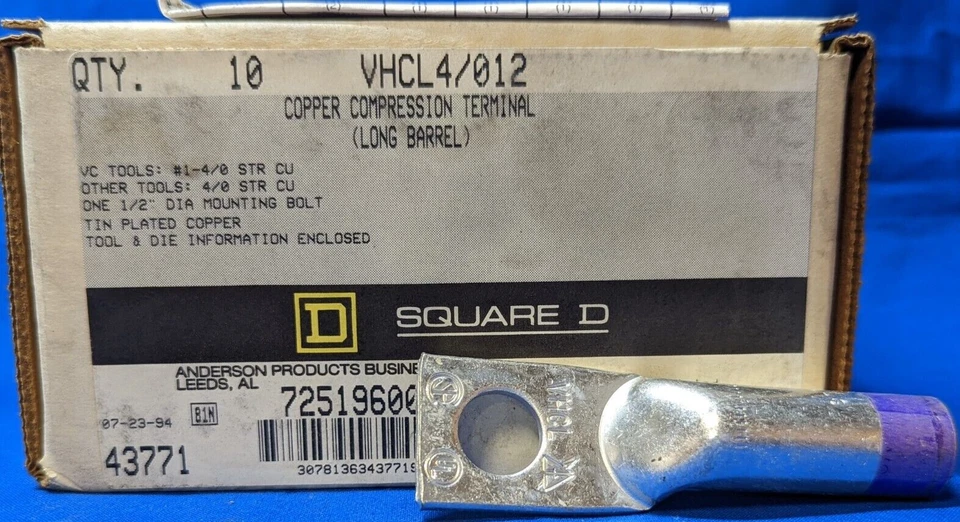 QTY. 10 VHCL4/012
COPPER COMPRESSION TERMINAL
(LONG BARREL)
VC TOOLS: #1-4/0 STR CU
OTHER TOOLS: 4/0 STR CU
ONE 1/2" DIA MOUNTING BOLT
TIN PLATED COPPER
TOOL & DIE INFORMATION ENCLOSED
D SQUARE D
ANDERSON PRODUCTS BUSINE
LEEDS, AL
72519600
07-23-94 B1N
43771
30781363437719
VHCL